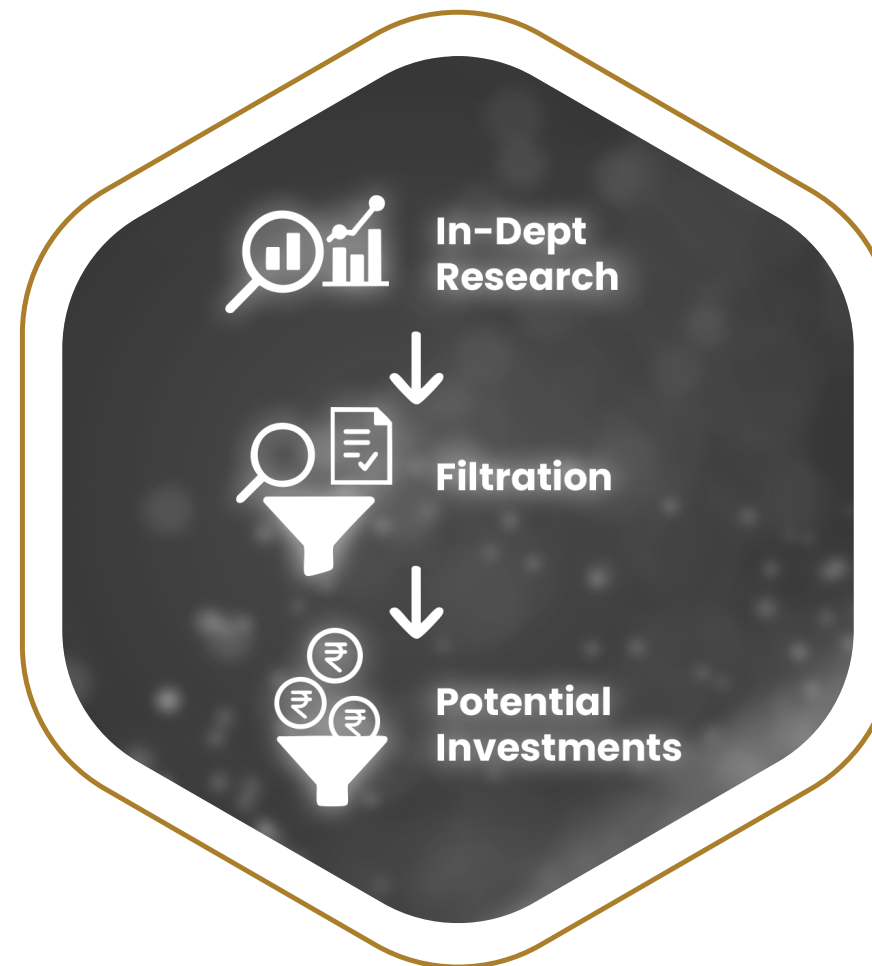 In-Dept
Research
Filtration
₹
₹
₹
Potential
Investments